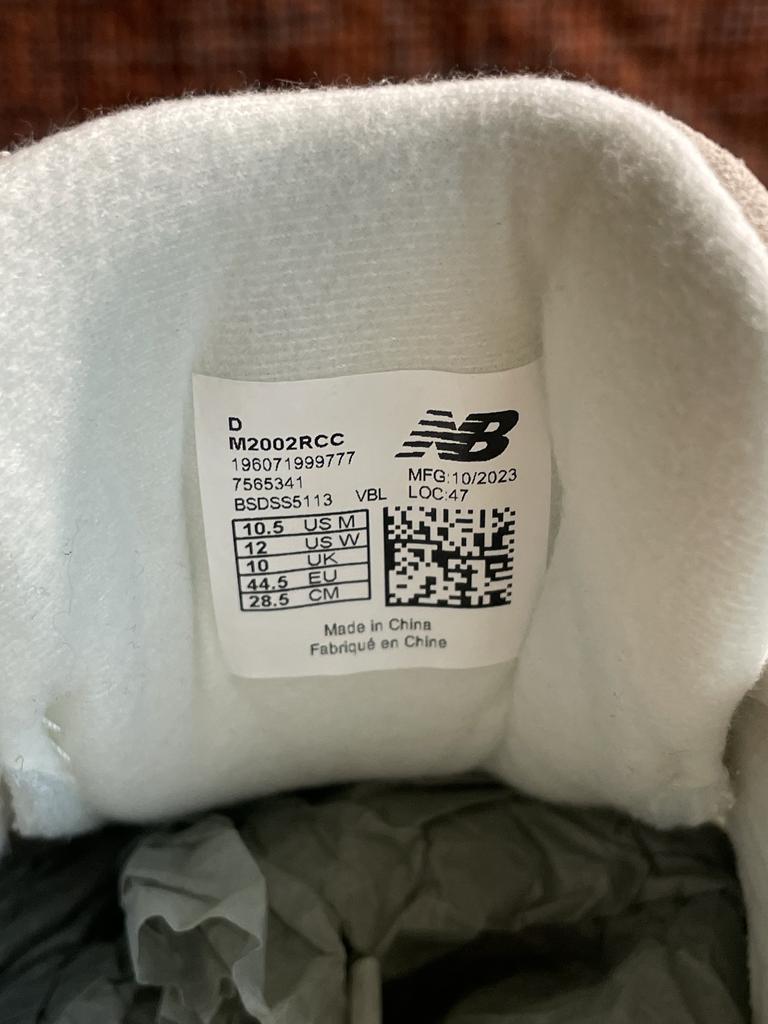 D
M2002RCC
196071999777
7565341
BSDSS5113 VBL
NB
MFG:10/2023
LOC:47
10.5 US M
12 US W
10 UK
44.5 EU
28.5 CM
Made in China
Fabriqué en Chine